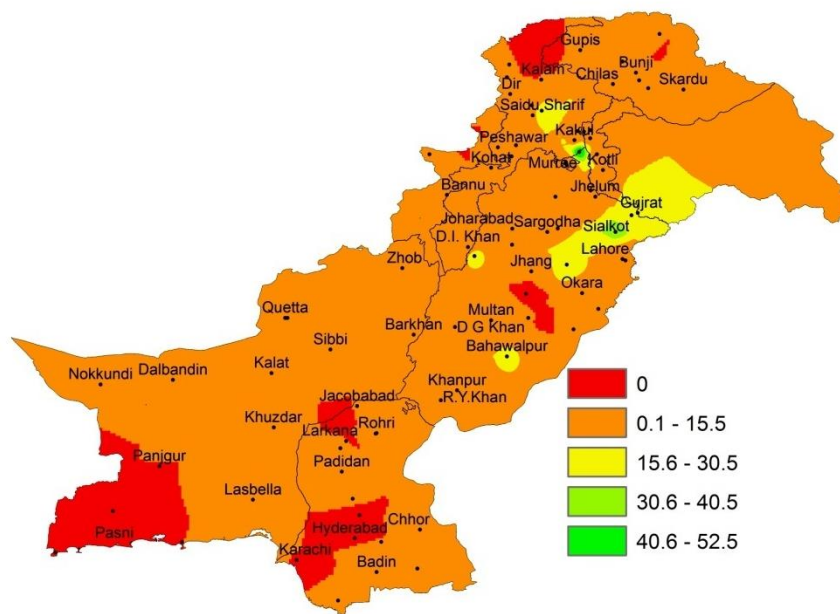 Gupis
Kalam
Bunji
Chilas
Skardu
Dir
Saidu Sharif
Kakul
Peshawar
Kohat
Murree
Kotli
Bannu
Jhelum
Gujrat
Joharabad
Sargodha
Sialkot
D.I. Khan
Lahore
Zhob
Jhang
Okara
Quetta
Multan
Barkhan
D G Khan
Sibbi
Bahawalpur
Kalat
Nokkundi
Dalbandin
Khanpur
R.Y.Khan
Jacobabad
Khuzdar
Rohri
Larkana
Panjgur
Padidan
Lasbella
Pasni
Hyderabad
Chhor
Karachi
Badin
0
0.1 - 15.5
15.6 - 30.5
30.6 - 40.5
40.6 - 52.5